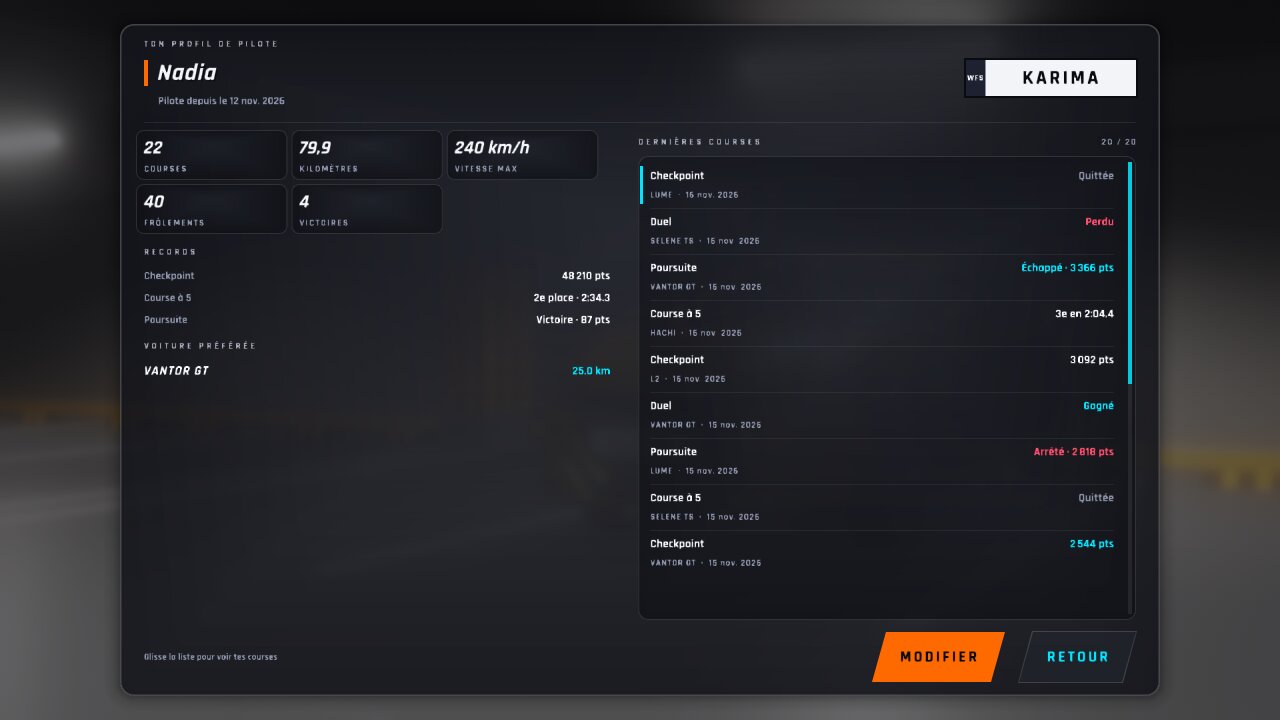 TON PROFIL DE PILOTE
Nadia
Pilote depuis le 12 nov. 2026
WFS
KARIMA
22
COURSES
79,9
KILOMÈTRES
240 km/h
VITESSE MAX
40
FRÔLEMENTS
4
VICTOIRES
RECORDS
Checkpoint 48 210 pts
Course à 5 2e place · 2:34.3
Poursuite Victoire · 87 pts
VOITURE PRÉFÉRÉE
VANTOR GT 25.0 km
DERNIÈRES COURSES 20 / 20
Checkpoint Quittée
LUME · 16 nov. 2026
Duel Perdu
SELENE TS · 16 nov. 2026
Poursuite Échappé · 3 366 pts
VANTOR GT · 16 nov. 2026
Course à 5 3e en 2:04.4
HACHI · 16 nov. 2026
Checkpoint 3 092 pts
L2 · 16 nov. 2026
Duel Gagné
VANTOR GT · 15 nov. 2026
Poursuite Arrêté · 2 818 pts
LUME · 15 nov. 2026
Course à 5 Quittée
SELENE TS · 15 nov. 2026
Checkpoint 2 544 pts
VANTOR GT · 15 nov. 2026
Glisse la liste pour voir tes courses
MODIFIER
RETOUR